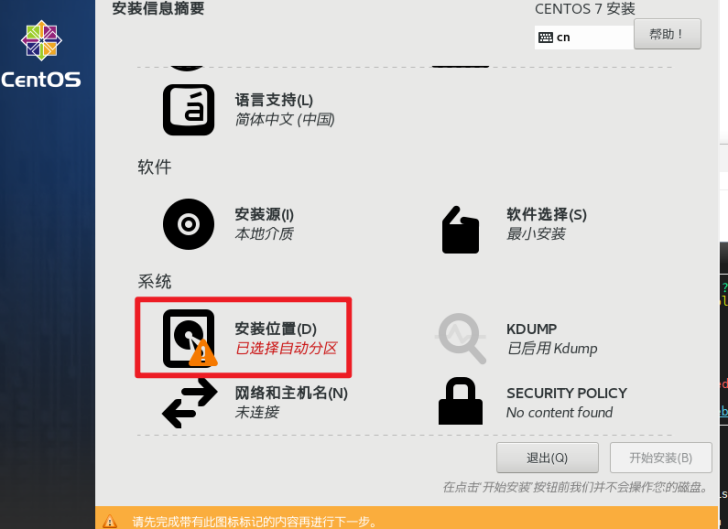 安装信息摘要
CENTOS 7 安装
cn
帮助！
CentOS
语言支持(L)
简体中文 (中国)
软件
安装源(I)
本地介质
软件选择(S)
最小安装
系统
安装位置(D)
已选择自动分区
KDUMP
已启用 Kdump
网络和主机名(N)
未连接
SECURITY POLICY
No content found
退出(Q)
开始安装(B)
在点击'开始安装'按钮前我们并不会操作您的磁盘。
请先完成带有此图标标记的内容再进行下一步。